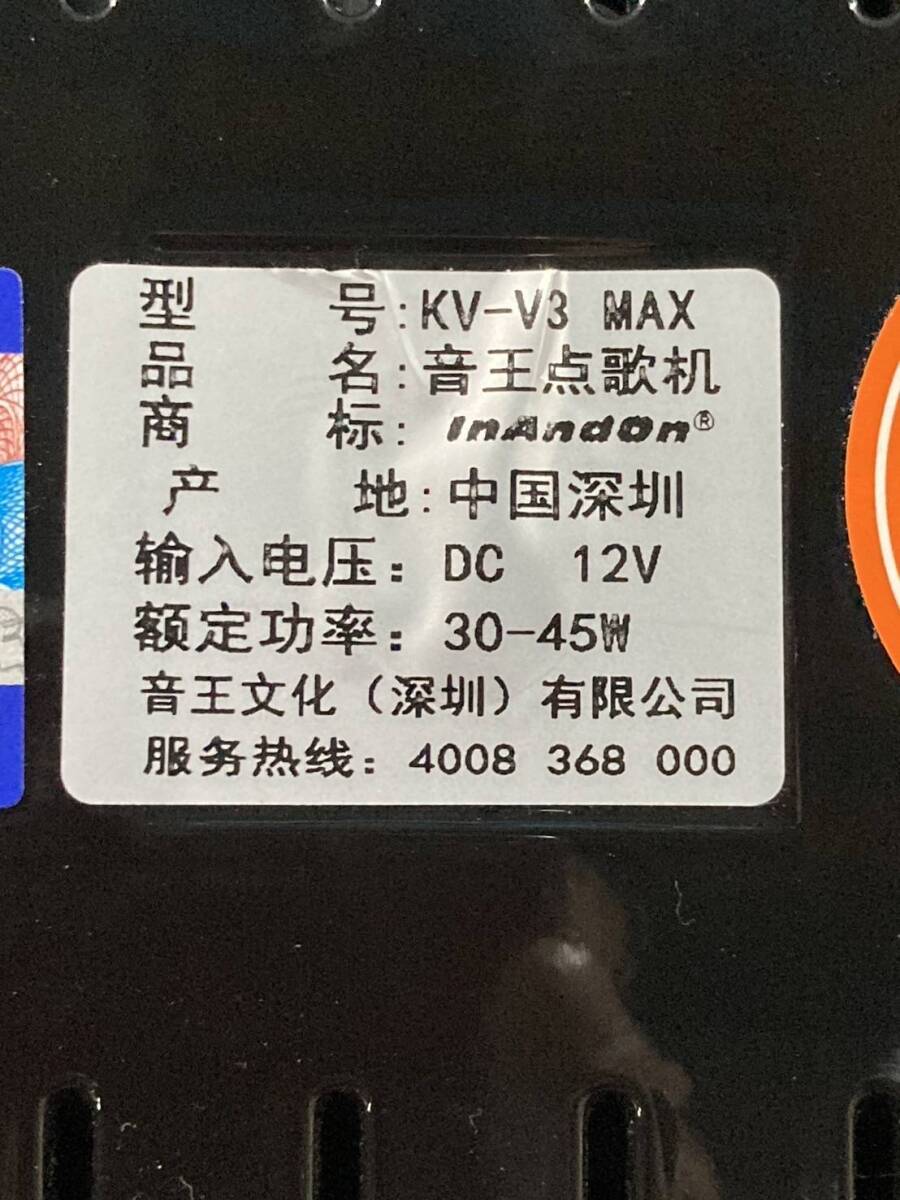 型 号:KV-V3 MAX
品 名:音王点歌机
商 标: InAndOn®
产 地:中国深圳
输入电压: DC 12V
额定功率: 30-45W
音王文化（深圳）有限公司
服务热线: 4008 368 000